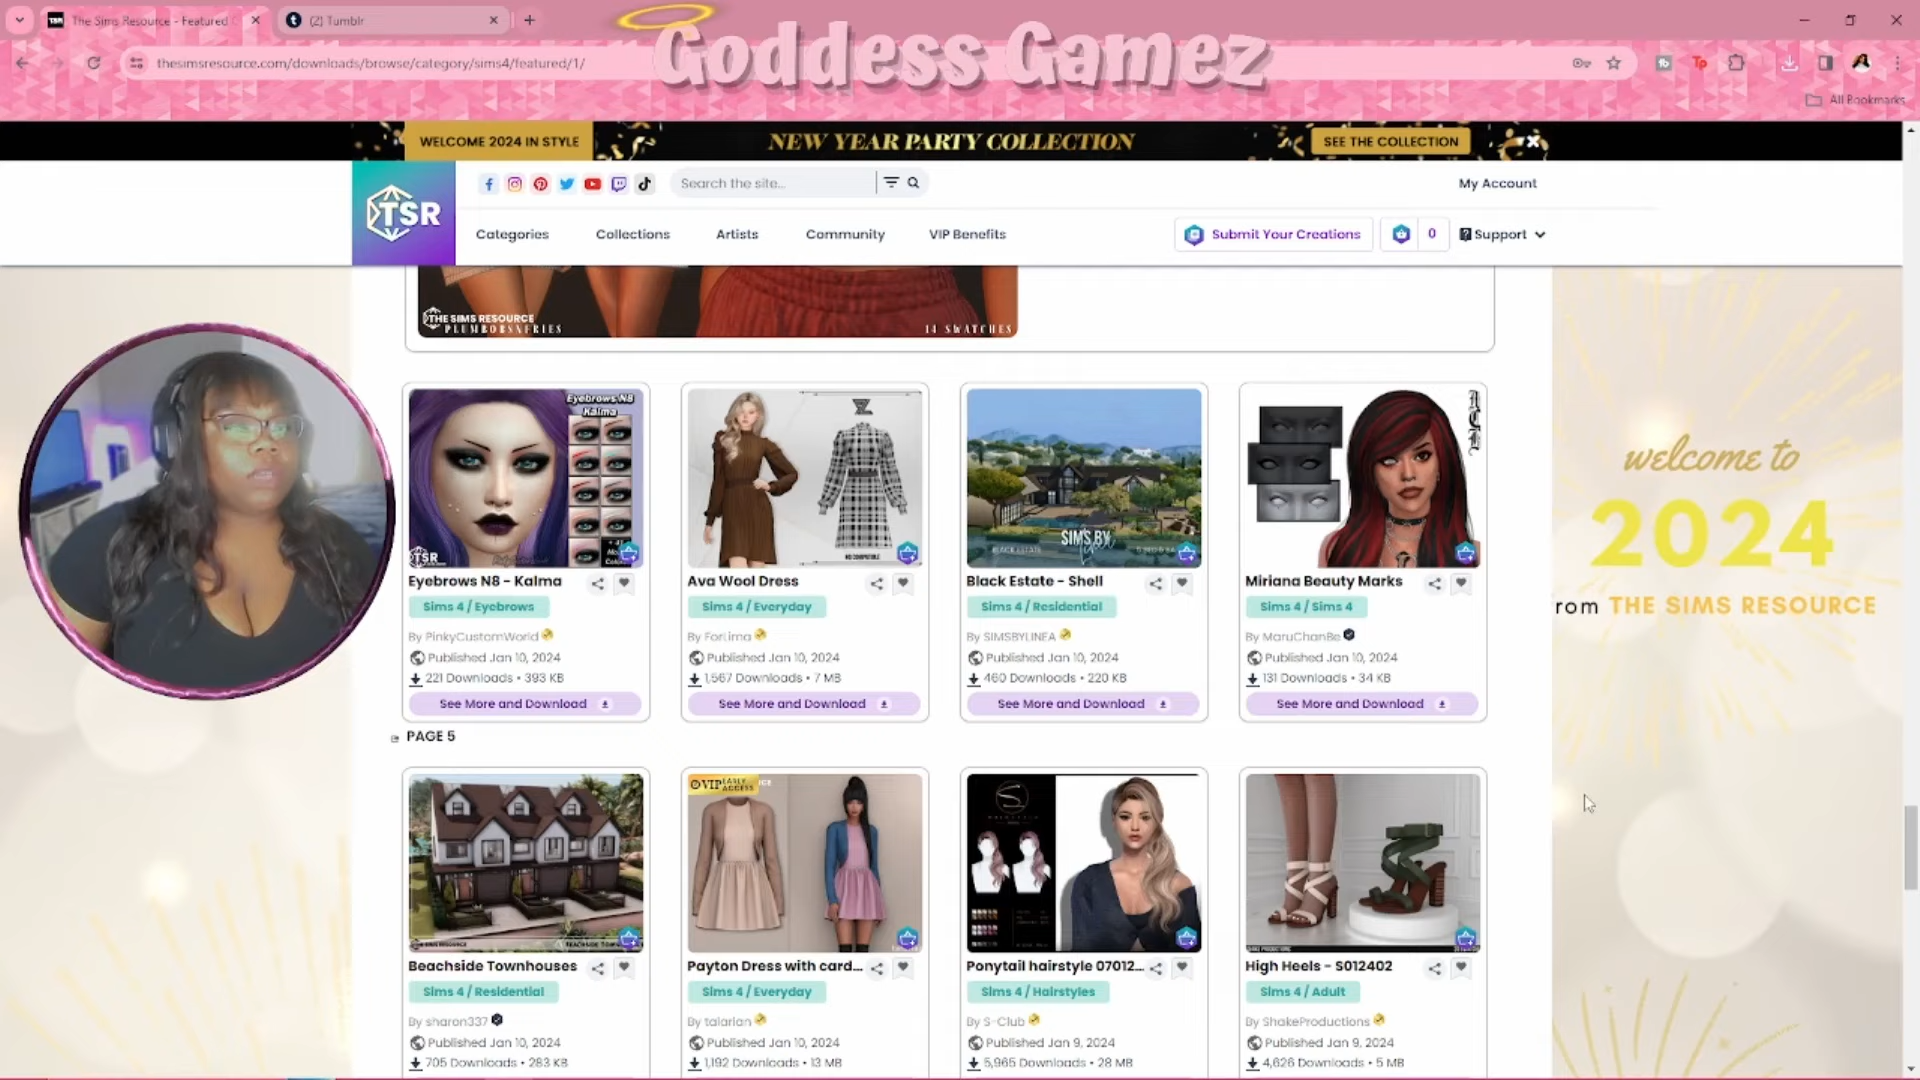 The Sims Resource - Featured
(2) Tumblr
Goddess Gamez
thesimsresource.com/downloads/browse/category/sims4/featured/1/
All Bookmarks
WELCOME 2024 IN STYLE
NEW YEAR PARTY COLLECTION
SEE THE COLLECTION
TSR
Search the site...
My Account
Categories
Collections
Artists
Community
VIP Benefits
Submit Your Creations
0
Support
THE SIMS RESOURCE
PLUMBOBSNFRIES
14 SWATCHES
Eyebrows N8
Kalma
TSR
SIMS BY
BLACK ESTATE
Eyebrows N8 - Kalma
Ava Wool Dress
Black Estate - Shell
Miriana Beauty Marks
Sims 4 / Eyebrows
Sims 4 / Everyday
Sims 4 / Residential
Sims 4 / Sims 4
By PinkyCustomWorld
By ForLima
By SIMSBYLINEA
By MaruChanBe
Published Jan 10, 2024
Published Jan 10, 2024
Published Jan 10, 2024
Published Jan 10, 2024
221 Downloads • 393 KB
1,567 Downloads • 7 MB
460 Downloads • 220 KB
131 Downloads • 34 KB
See More and Download
See More and Download
See More and Download
See More and Download
welcome to
2024
rom THE SIMS RESOURCE
PAGE 5
VIP EARLY ACCESS
Beachside Townhouses
Payton Dress with card...
Ponytail hairstyle 07012...
High Heels - S012402
Sims 4 / Residential
Sims 4 / Everyday
Sims 4 / Hairstyles
Sims 4 / Adult
By sharon337
By talarian
By S-Club
By ShakeProductions
Published Jan 10, 2024
Published Jan 10, 2024
Published Jan 9, 2024
Published Jan 9, 2024
705 Downloads • 283 KB
1,192 Downloads • 13 MB
5,965 Downloads • 28 MB
4,626 Downloads • 5 MB